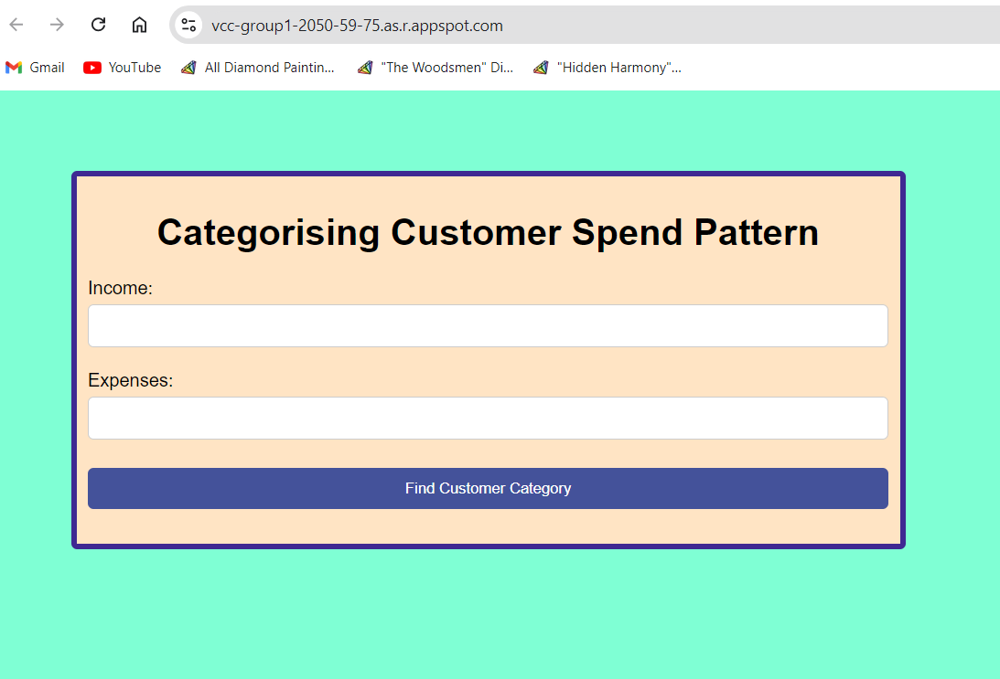 vcc-group1-2050-59-75.as.r.appspot.com
Gmail YouTube All Diamond Paintin... "The Woodsmen" Di... "Hidden Harmony"...
Categorising Customer Spend Pattern
Income:
Expenses:
Find Customer Category